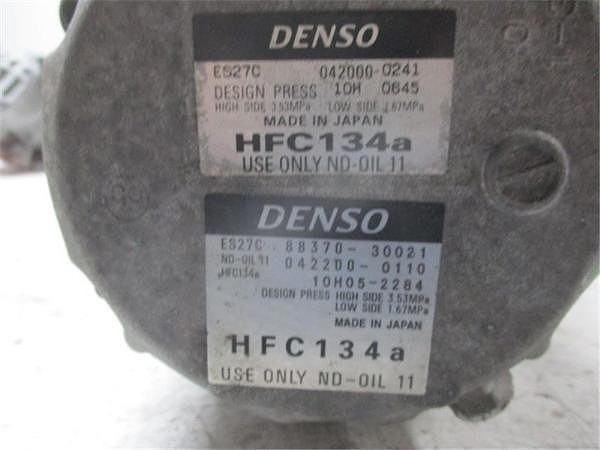 DENSO
ES27C 042000-0241
DESIGN PRESS 10H 0645
HIGH SIDE 3.53MPa LOW SIDE 1.67MPa
MADE IN JAPAN
HFC134a
USE ONLY ND-OIL 11
DENSO
ES27C 88370-30021
ND-OIL 11 042200-0110
HFC134a
10H05-2284
DESIGN PRESS HIGH SIDE 3.53MPa
LOW SIDE 1.67MPa
MADE IN JAPAN
HFC134a
USE ONLY ND-OIL 11